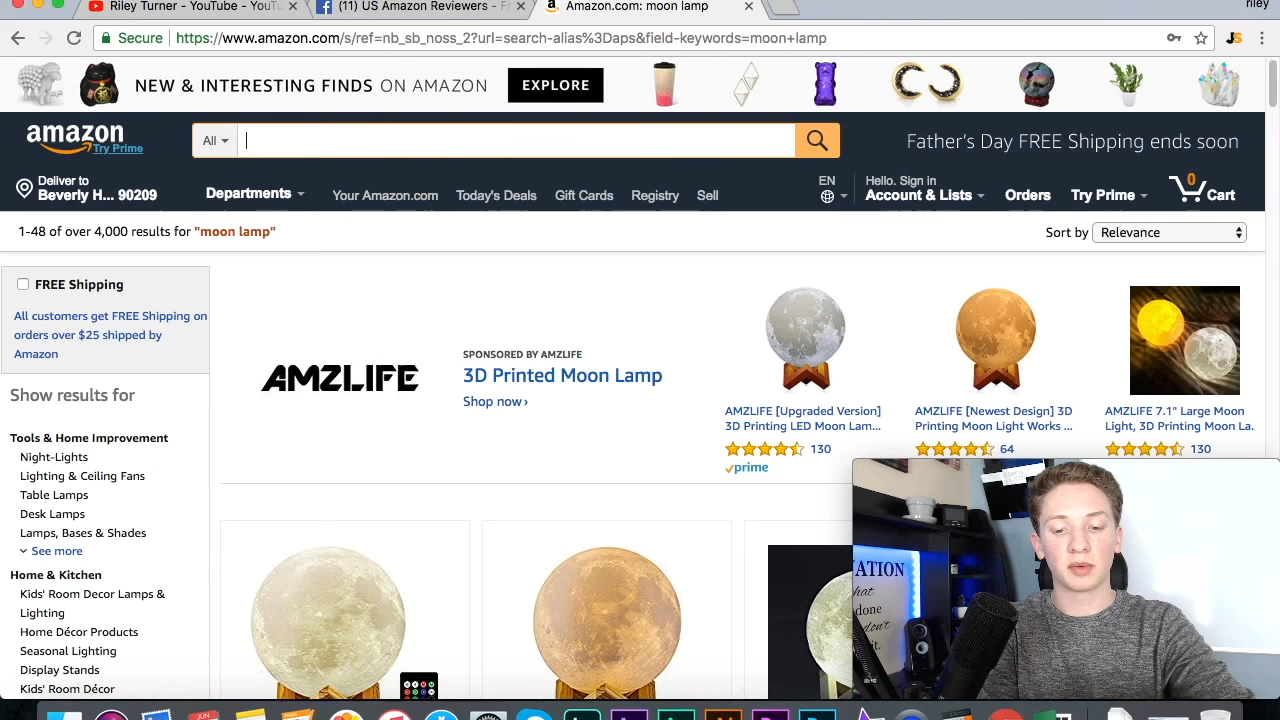 Riley Turner - YouTube - YouTu
(11) US Amazon Reviewers - F
Amazon.com: moon lamp
riley
Secure
https://www.amazon.com/s/ref=nb_sb_noss_2?url=search-alias%3Daps&field-keywords=moon+lamp
JS
NEW & INTERESTING FINDS ON AMAZON
EXPLORE
amazon
Try Prime
All
Father's Day FREE Shipping ends soon
Deliver to
Beverly H... 90209
Departments
Your Amazon.com
Today's Deals
Gift Cards
Registry
Sell
EN
Hello. Sign in
Account & Lists
Orders
Try Prime
0
Cart
1-48 of over 4,000 results for "moon lamp"
Sort by
Relevance
FREE Shipping
All customers get FREE Shipping on
orders over $25 shipped by
Amazon
Show results for
Tools & Home Improvement
Night-Lights
Lighting & Ceiling Fans
Table Lamps
Desk Lamps
Lamps, Bases & Shades
See more
Home & Kitchen
Kids' Room Decor Lamps &
Lighting
Home Décor Products
Seasonal Lighting
Display Stands
Kids' Room Décor
AMZLIFE
SPONSORED BY AMZLIFE
3D Printed Moon Lamp
Shop now ›
AMZLIFE [Upgraded Version]
3D Printing LED Moon Lam...
130
prime
AMZLIFE [Newest Design] 3D
Printing Moon Light Works ...
64
AMZLIFE 7.1" Large Moon
Light, 3D Printing Moon La.
130
ATION
hat
done
don't
it.
JUN